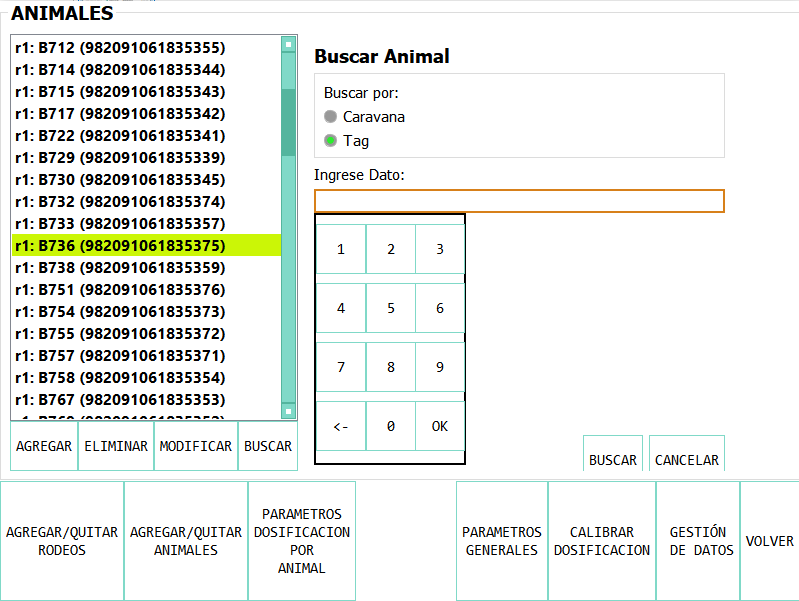 ANIMALES
r1: B712 (982091061835355)
r1: B714 (982091061835344)
r1: B715 (982091061835343)
r1: B717 (982091061835342)
r1: B722 (982091061835341)
r1: B729 (982091061835339)
r1: B730 (982091061835345)
r1: B732 (982091061835374)
r1: B733 (982091061835357)
r1: B736 (982091061835375)
r1: B738 (982091061835359)
r1: B751 (982091061835376)
r1: B754 (982091061835373)
r1: B755 (982091061835372)
r1: B757 (982091061835371)
r1: B758 (982091061835354)
r1: B767 (982091061835353)
AGREGAR
ELIMINAR
MODIFICAR
BUSCAR
Buscar Animal
Buscar por:
Caravana
Tag
Ingrese Dato:
1 2 3
4 5 6
7 8 9
<- 0 OK
BUSCAR
CANCELAR
AGREGAR/QUITAR
RODEOS
AGREGAR/QUITAR
ANIMALES
PARAMETROS
DOSIFICACION
POR
ANIMAL
PARAMETROS
GENERALES
CALIBRAR
DOSIFICACION
GESTIÓN
DE DATOS
VOLVER